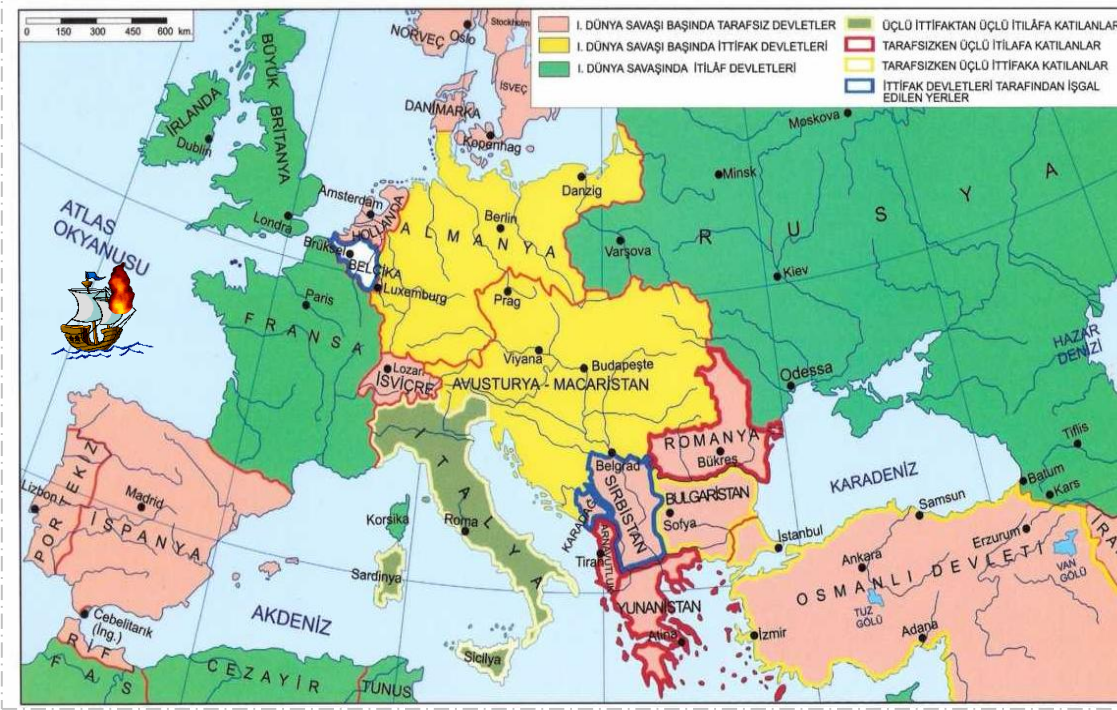 0 150 300 450 600 km.
I. DÜNYA SAVAŞI BAŞINDA TARAFSIZ DEVLETLER
I. DÜNYA SAVAŞI BAŞINDA İTTİFAK DEVLETLERİ
I. DÜNYA SAVAŞINDA İTİLÂF DEVLETLERİ
ÜÇLÜ İTTİFAKTAN ÜÇLÜ İTİLÂFA KATILANLAR
TARAFSIZKEN ÜÇLÜ İTİLAFA KATILANLAR
TARAFSIZKEN ÜÇLÜ İTTİFAKA KATILANLAR
İTTİFAK DEVLETLERİ TARAFINDAN İŞGAL
EDİLEN YERLER
NORVEÇ
Oslo
Stockholm
İSVEÇ
DANİMARKA
Kopenhag
BÜYÜK BRİTANYA
İRLANDA
Dublin
Londra
ATLAS
OKYANUSU
Amsterdam
HOLLANDA
Brüksel
BELÇİKA
Luxemburg
ALMANYA
Berlin
Danzig
Prag
Moskova
Minsk
RUSYA
Varşova
Kiev
Odessa
HAZAR
DENİZİ
Paris
FRANSA
Lozan
İSVİÇRE
Viyana
Budapeşte
AVUSTURYA - MACARİSTAN
ROMANYA
Bükreş
Belgrad
SIRBİSTAN
BULGARİSTAN
Sofya
KARADAĞ
Tiran
ARNAVUTLUK
YUNANİSTAN
Atina
İTALYA
Roma
Korsika
Sardinya
Sicilya
PORTEKİZ
Lizbon
Madrid
İSPANYA
Cebelitarık
(İng.)
RİF
FAS
CEZAYİR
TUNUS
AKDENİZ
KARADENİZ
Tiflis
Batum
Kars
Samsun
İstanbul
Ankara
Erzurum
OSMANLI DEVLETİ
VAN
GÖLÜ
TUZ
GÖLÜ
İzmir
Adana
İRA